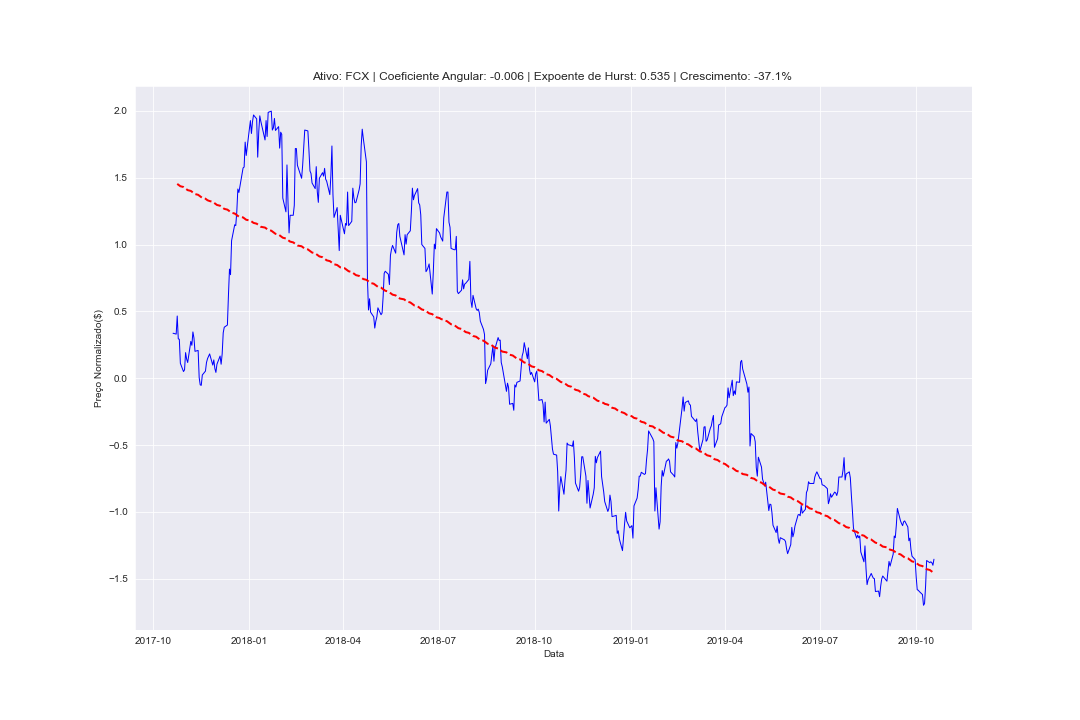 Ativo: FCX | Coeficiente Angular: -0.006 | Expoente de Hurst: 0.535 | Crescimento: -37.1%
2.0
1.5
1.0
0.5
0.0
−0.5
−1.0
−1.5
Preço Normalizado($)
2017-10 2018-01 2018-04 2018-07 2018-10 2019-01 2019-04 2019-07 2019-10
Data